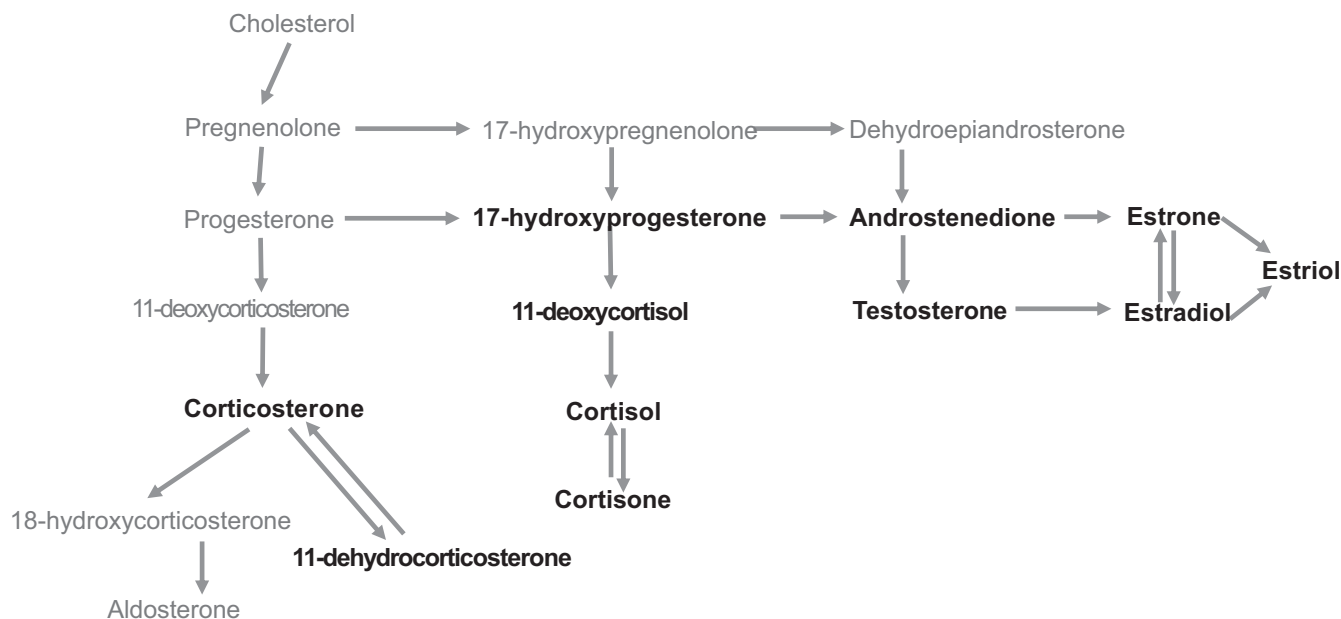 Cholesterol
Pregnenolone
17-hydroxypregnenolone
Dehydroepiandrosterone
Progesterone
17-hydroxyprogesterone
Androstenedione
Estrone
Estriol
11-deoxycorticosterone
11-deoxycortisol
Testosterone
Estradiol
Corticosterone
Cortisol
Cortisone
18-hydroxycorticosterone
11-dehydrocorticosterone
Aldosterone